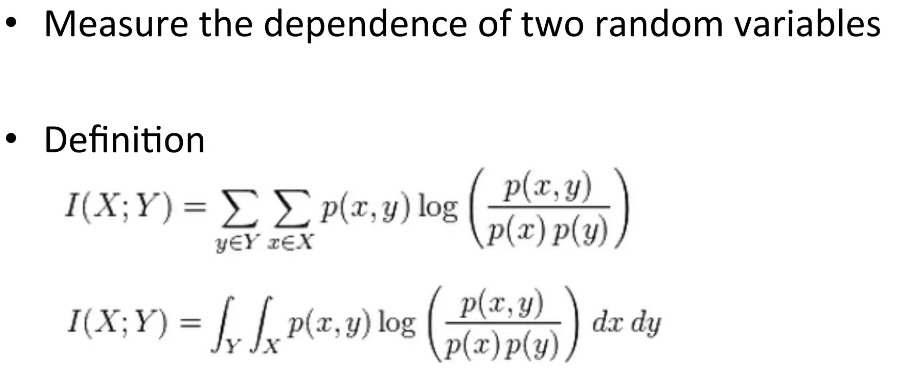 • Measure the dependence of two random variables
• Definition
I(X;Y) = ∑_{y∈Y} ∑_{x∈X} p(x,y) log ( p(x,y) / p(x) p(y) )
I(X;Y) = ∫_Y ∫_X p(x,y) log ( p(x,y) / p(x) p(y) ) dx dy